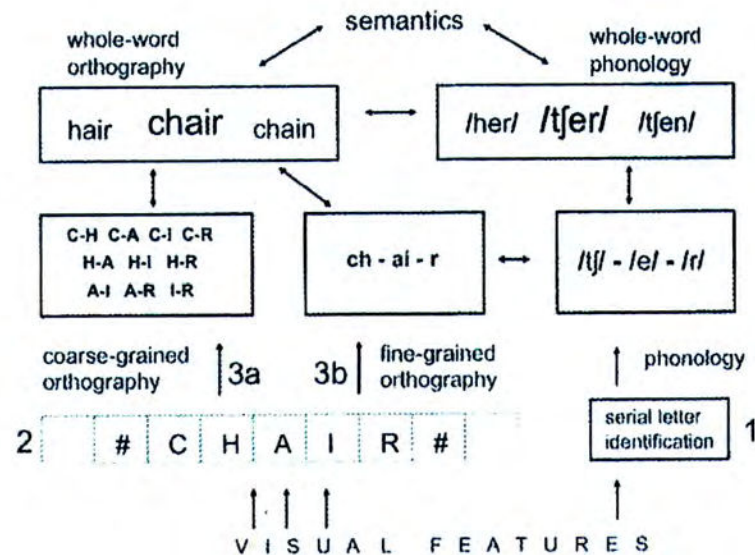 semantics
whole-word
orthography
whole-word
phonology
hair chair chain
/her/ /tʃer/ /tʃen/
C-H C-A C-I C-R
H-A H-I H-R
A-I A-R I-R
ch - ai - r
/tʃ/ - /e/ - /r/
coarse-grained
orthography
3a
3b
fine-grained
orthography
phonology
2
# C H A I R #
serial letter
identification
1
VISUAL FEATURES